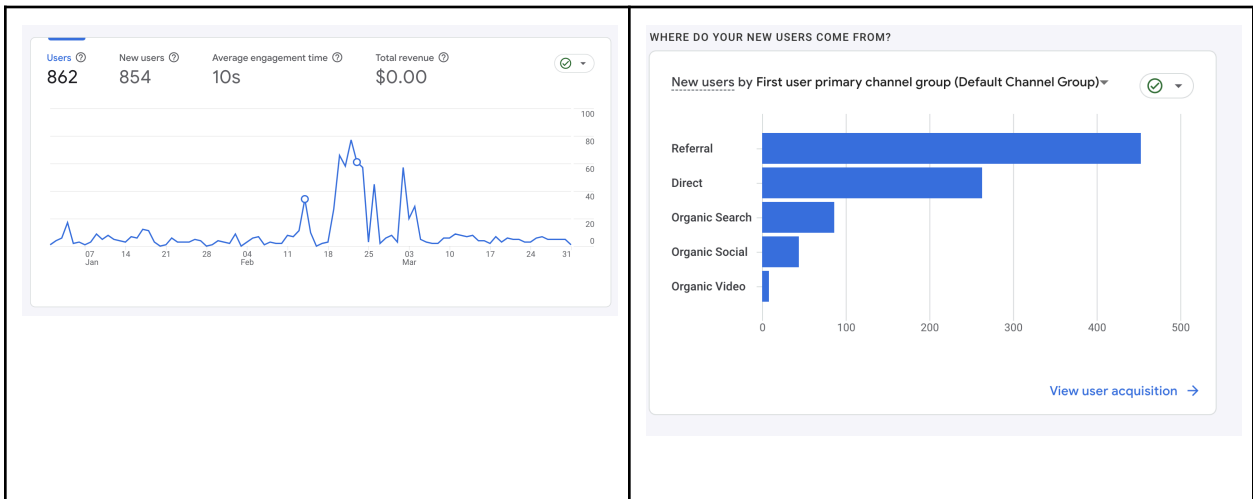 Users
862
New users
854
Average engagement time
10s
Total revenue
$0.00
100
80
60
40
20
0
07 14 21 28 04 11 18 25 03 10 17 24 31
Jan Feb Mar
WHERE DO YOUR NEW USERS COME FROM?
New users by First user primary channel group (Default Channel Group)
Referral
Direct
Organic Search
Organic Social
Organic Video
0 100 200 300 400 500
View user acquisition